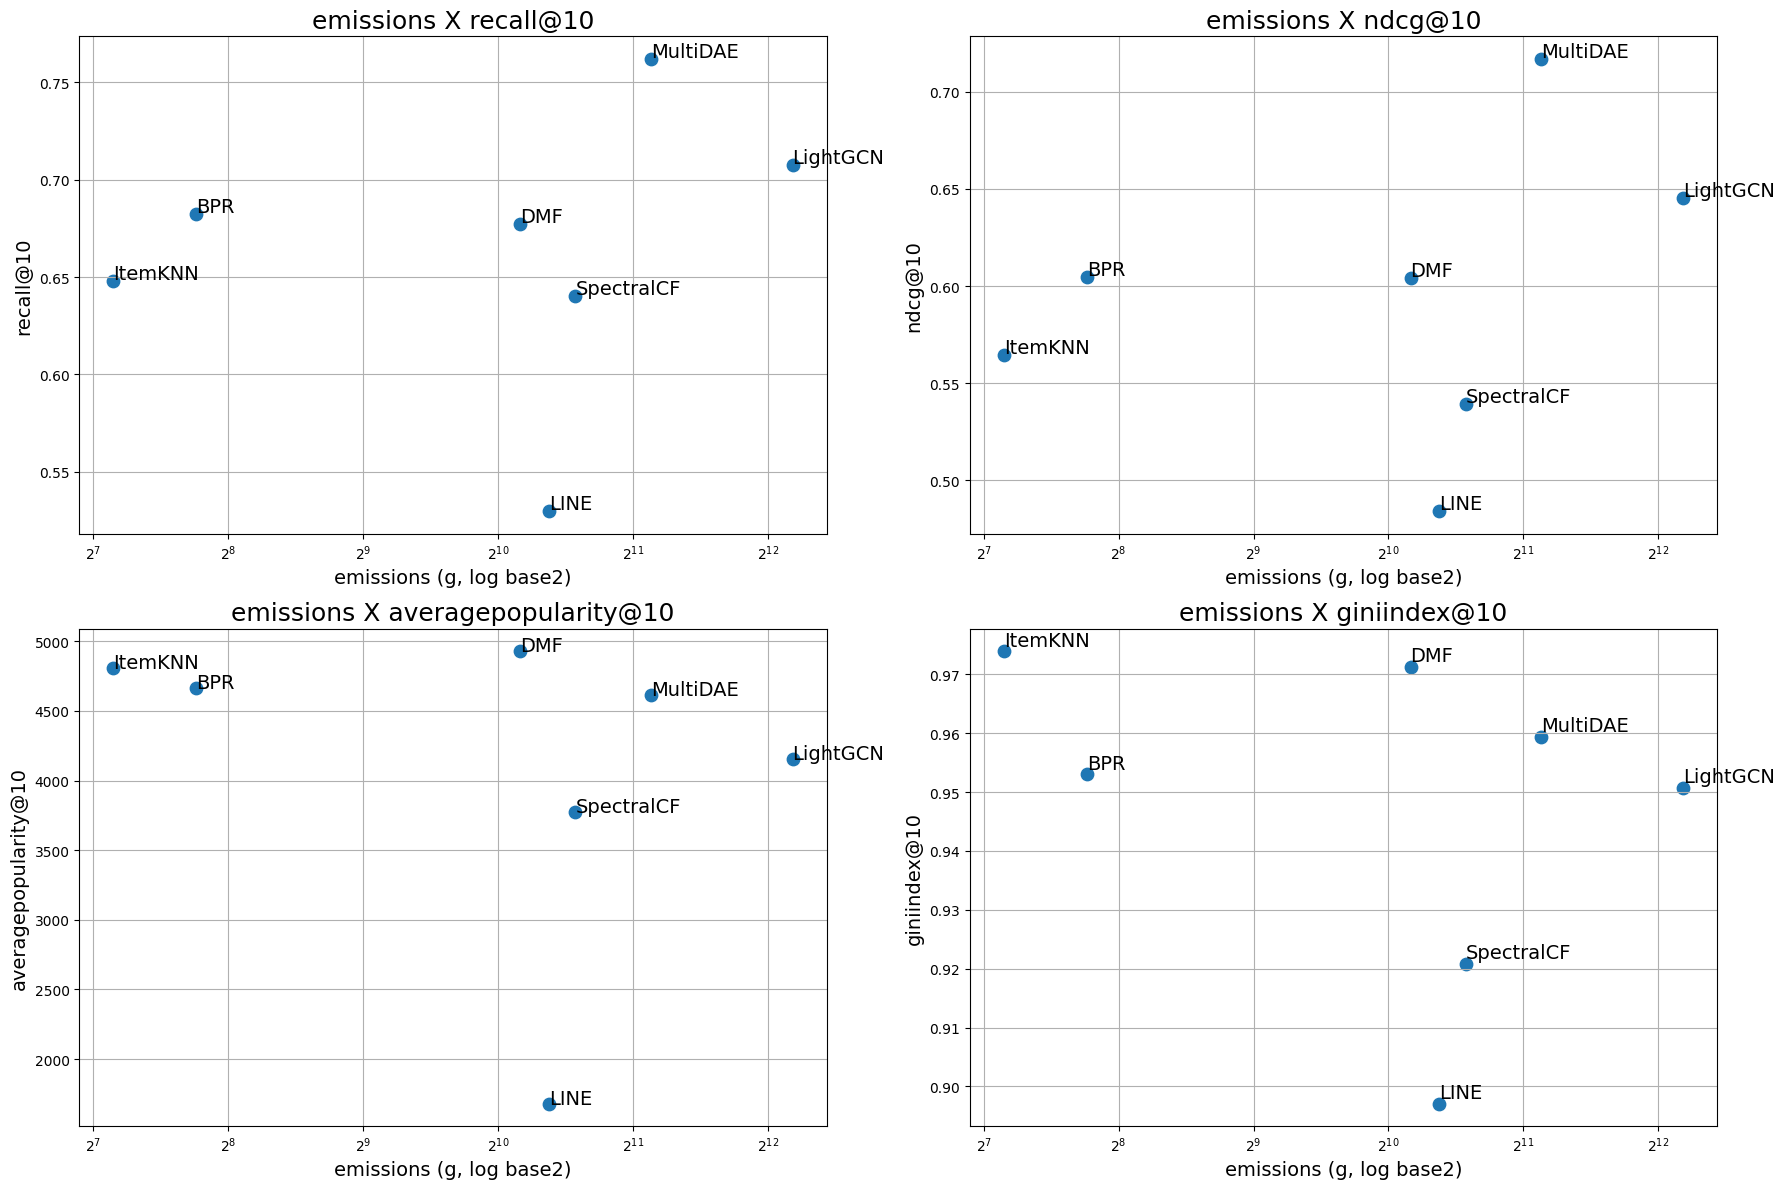 emissions X recall@10
recall@10
0.75
0.70
0.65
0.60
0.55
MultiDAE
LightGCN
BPR
DMF
ItemKNN
SpectralCF
LINE
2^7 2^8 2^9 2^10 2^11 2^12
emissions (g, log base2)
emissions X ndcg@10
ndcg@10
0.70
0.65
0.60
0.55
0.50
MultiDAE
LightGCN
BPR
DMF
ItemKNN
SpectralCF
LINE
2^7 2^8 2^9 2^10 2^11 2^12
emissions (g, log base2)
emissions X averagepopularity@10
averagepopularity@10
5000
4500
4000
3500
3000
2500
2000
DMF
ItemKNN
BPR
MultiDAE
LightGCN
SpectralCF
LINE
2^7 2^8 2^9 2^10 2^11 2^12
emissions (g, log base2)
emissions X giniindex@10
giniindex@10
0.97
0.96
0.95
0.94
0.93
0.92
0.91
0.90
ItemKNN
DMF
MultiDAE
BPR
LightGCN
SpectralCF
LINE
2^7 2^8 2^9 2^10 2^11 2^12
emissions (g, log base2)